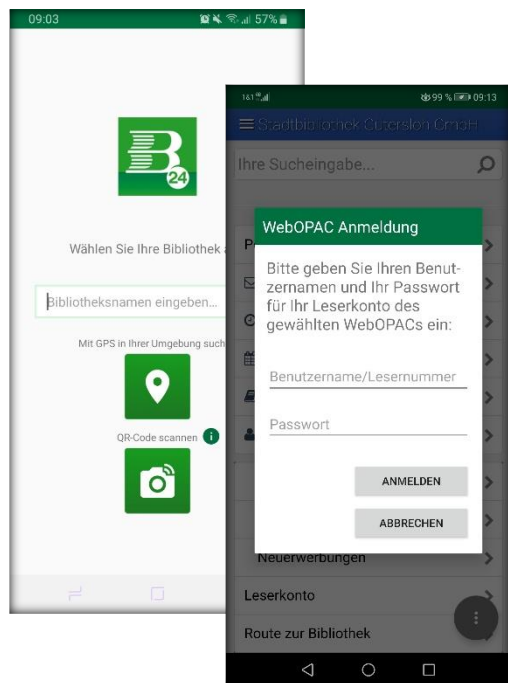 09:03
57%
B
24
Wählen Sie Ihre Bibliothek
Bibliotheksnamen eingeben...
Mit GPS in Ihrer Umgebung such
QR-Code scannen i
1&1
99 % 09:13
Stadtbibliothek Gütersloh GmbH
Ihre Sucheingabe...
WebOPAC Anmeldung
Bitte geben Sie Ihren Benut-
zernamen und Ihr Passwort
für Ihr Leserkonto des
gewählten WebOPACs ein:
Benutzername/Lesernummer
Passwort
ANMELDEN
ABBRECHEN
Neuerwerbungen
Leserkonto
Route zur Bibliothek